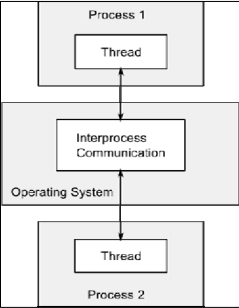 Process 1
Thread
Interprocess
Communication
Operating System
Thread
Process 2